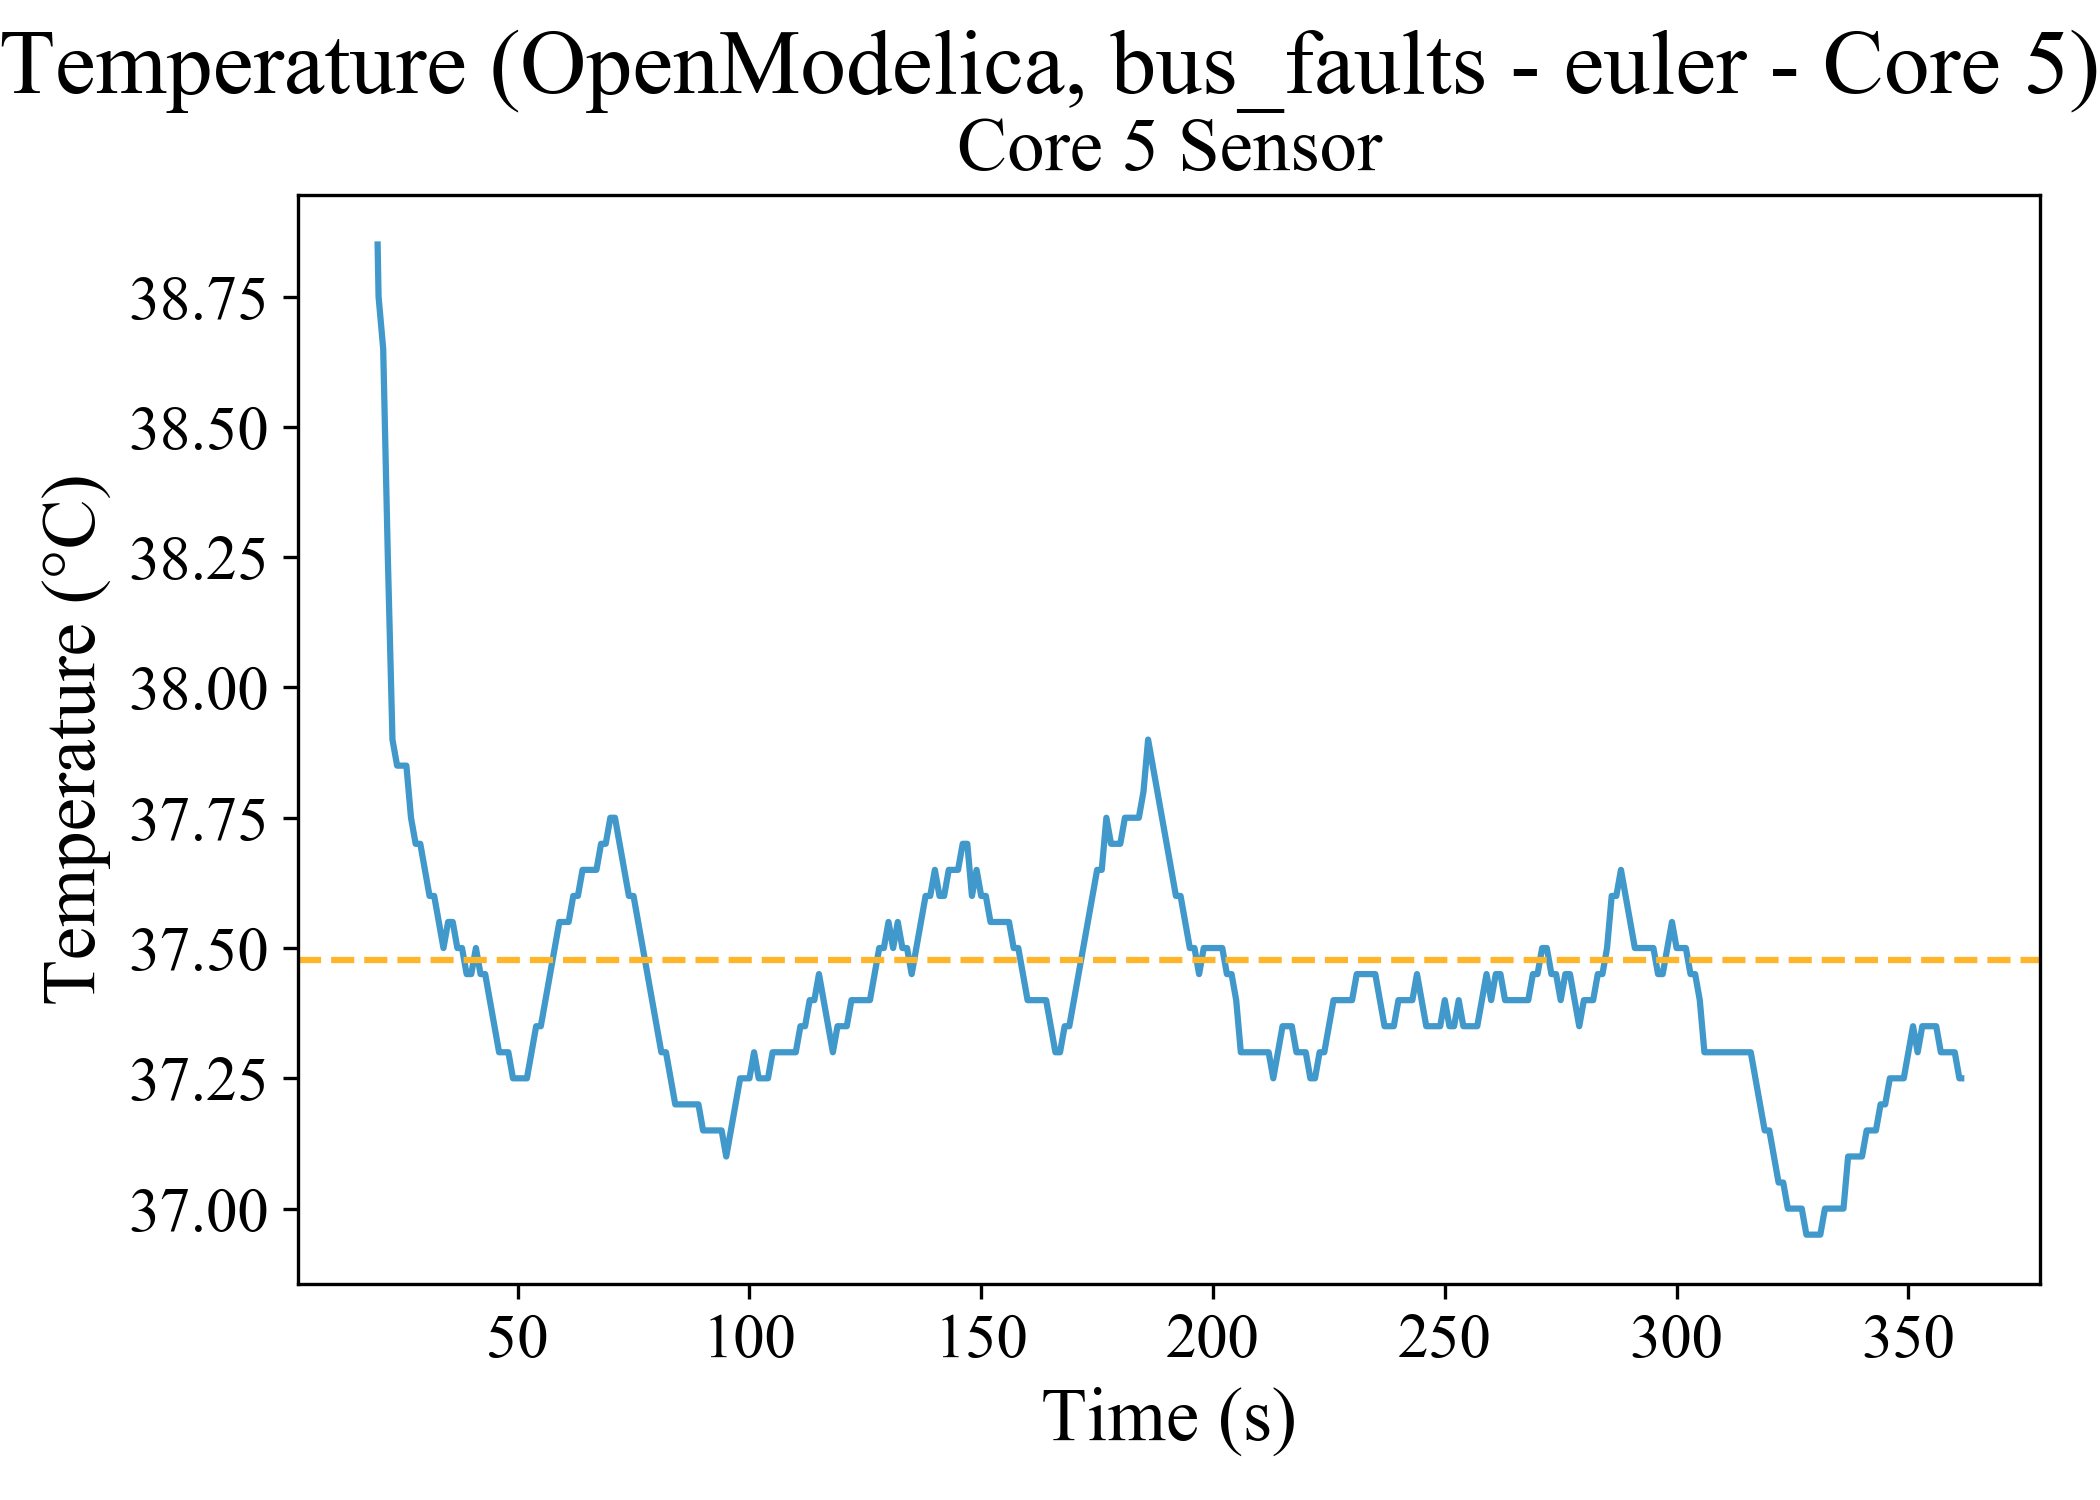 Temperature (OpenModelica, bus_faults - euler - Core 5)
Core 5 Sensor
Temperature (°C)
38.75
38.50
38.25
38.00
37.75
37.50
37.25
37.00
50 100 150 200 250 300 350
Time (s)